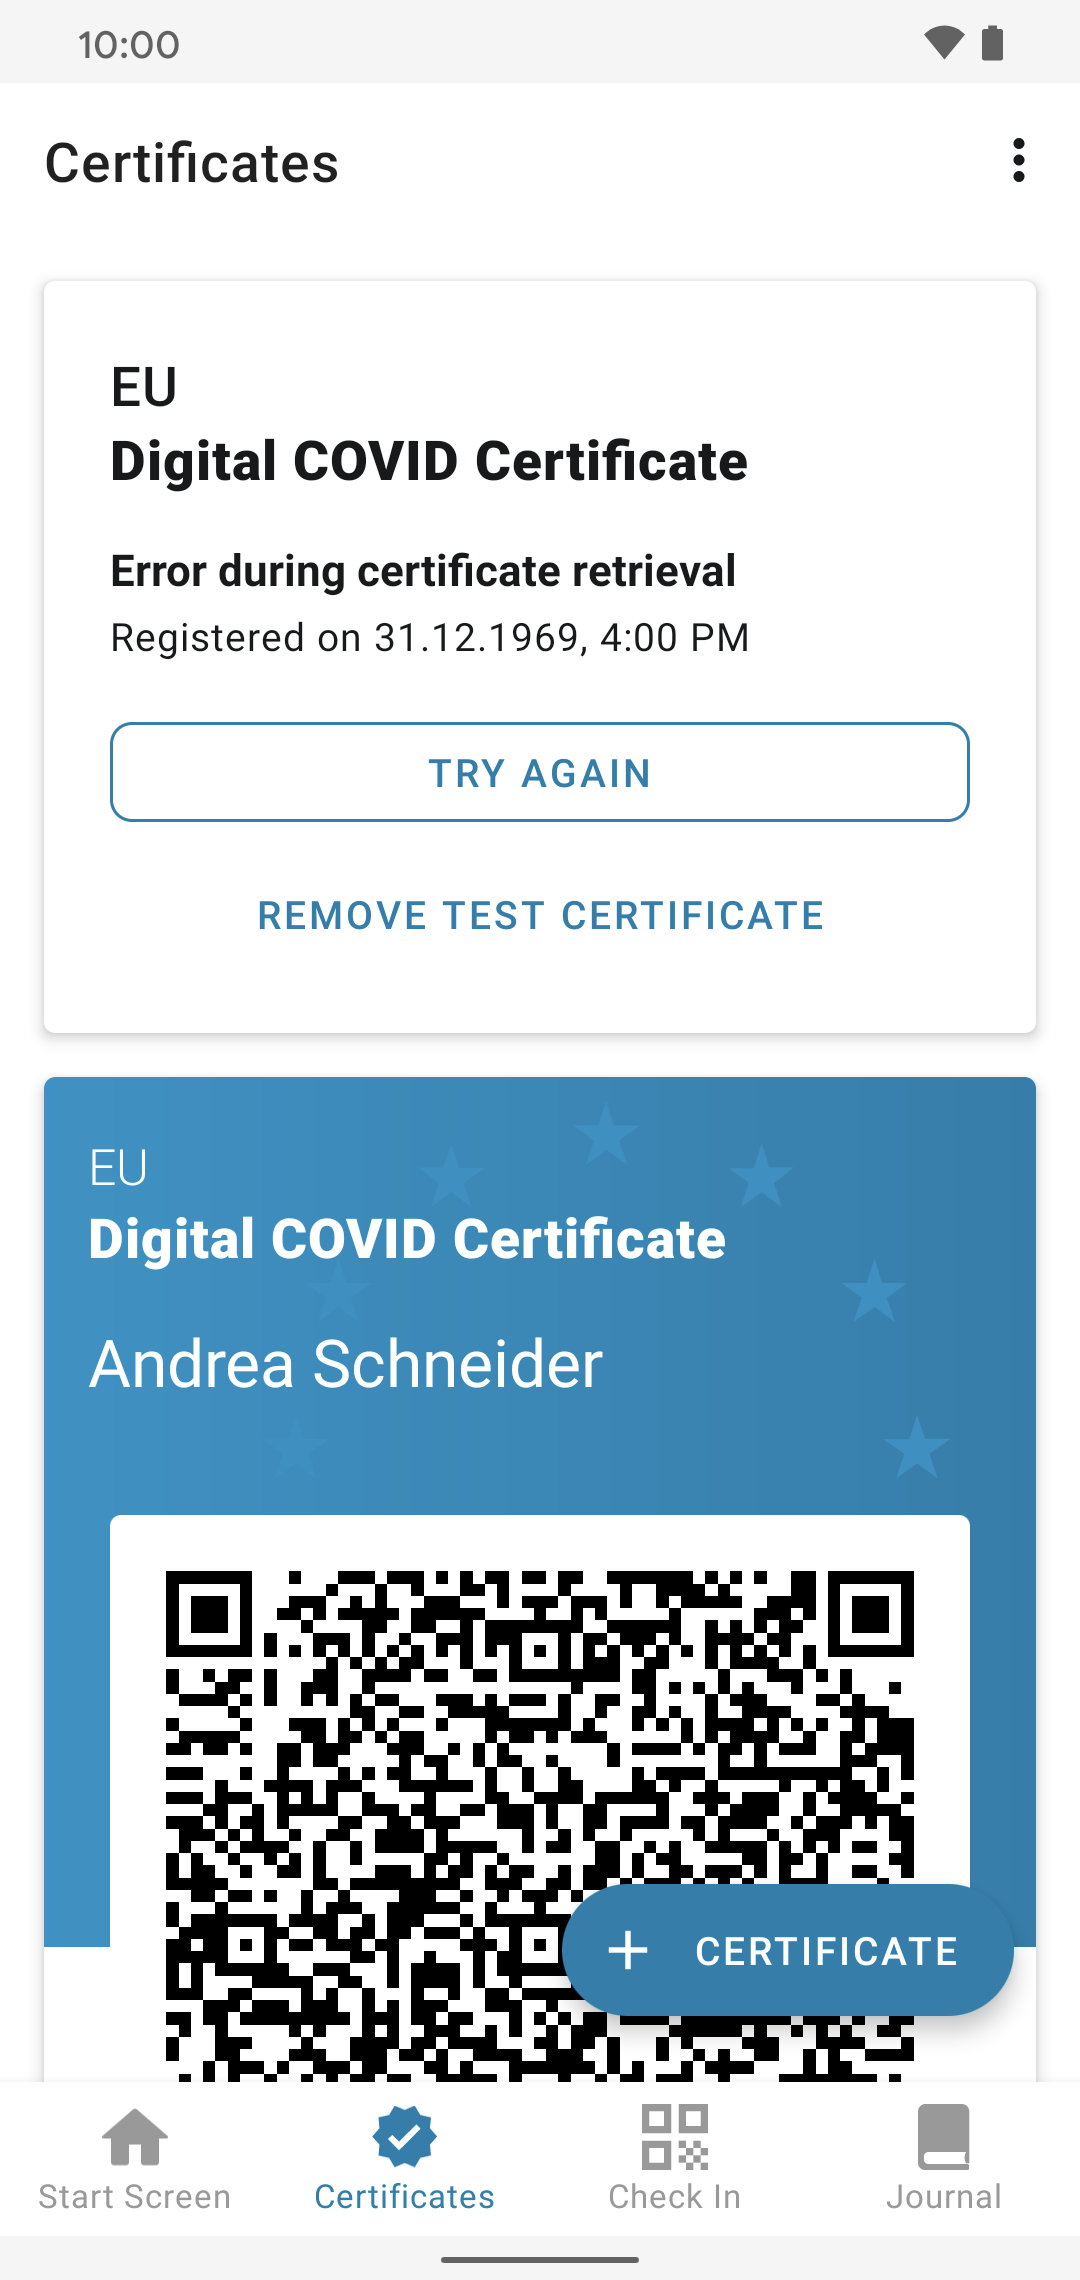 10:00
Certificates
EU
Digital COVID Certificate
Error during certificate retrieval
Registered on 31.12.1969, 4:00 PM
TRY AGAIN
REMOVE TEST CERTIFICATE
EU
Digital COVID Certificate
Andrea Schneider
+ CERTIFICATE
Start Screen
Certificates
Check In
Journal